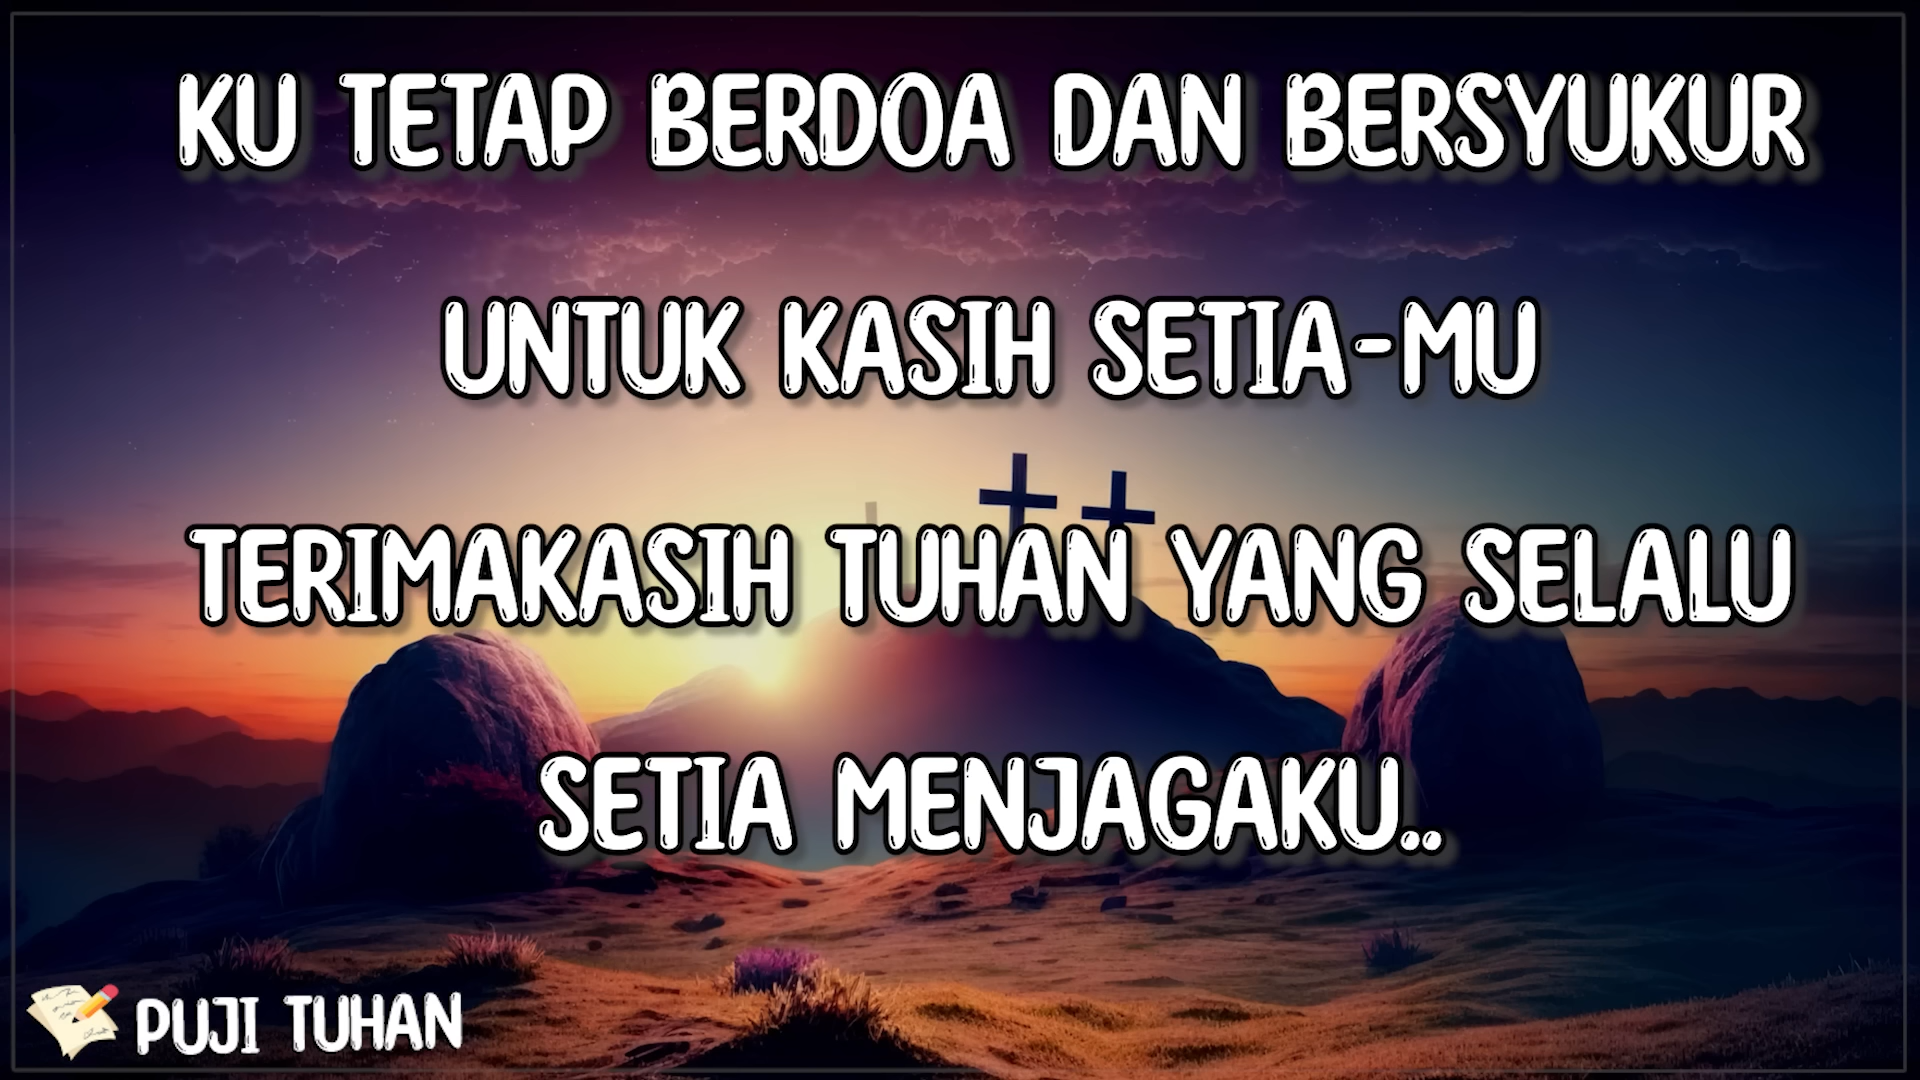 KU TETAP BERDOA DAN BERSYUKUR
UNTUK KASIH SETIA-MU
TERIMAKASIH TUHAN YANG SELALU
SETIA MENJAGAKU..
PUJI TUHAN